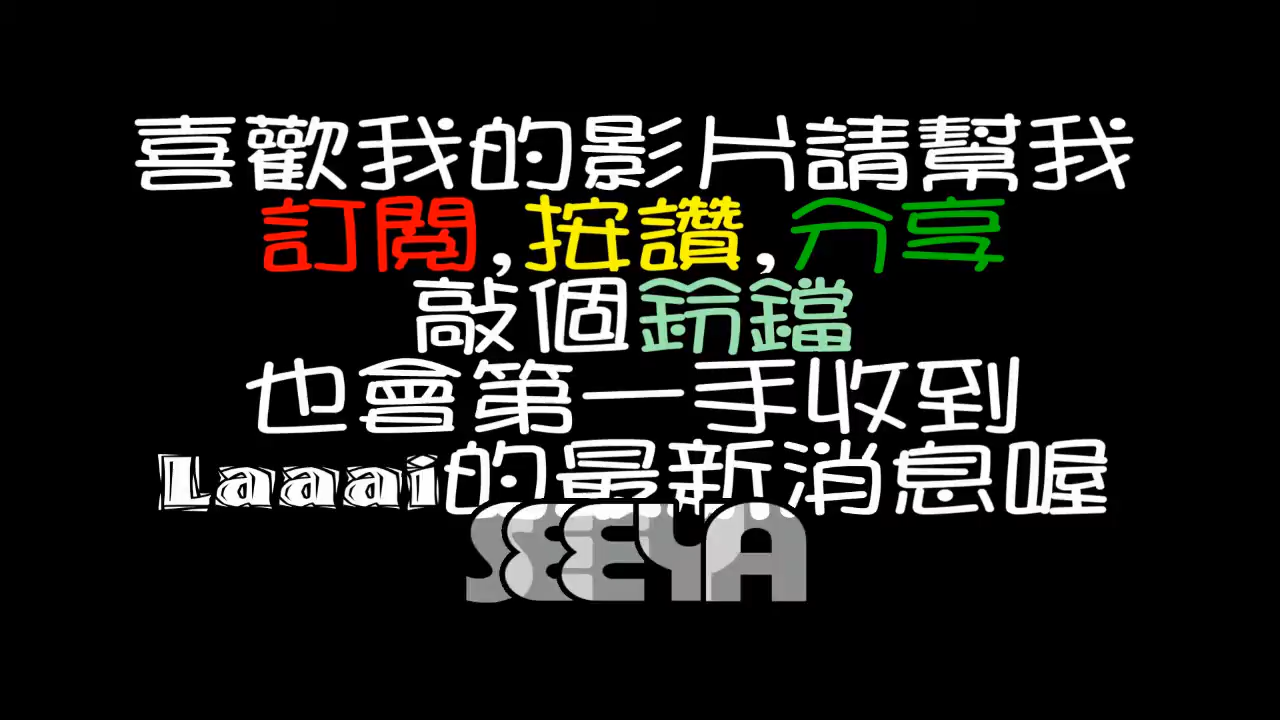 喜歡我的影片請幫我
訂閱,按讚,分享
敲個鈴鐺
也會第一手收到
Laaai的最新消息喔
SEEYA